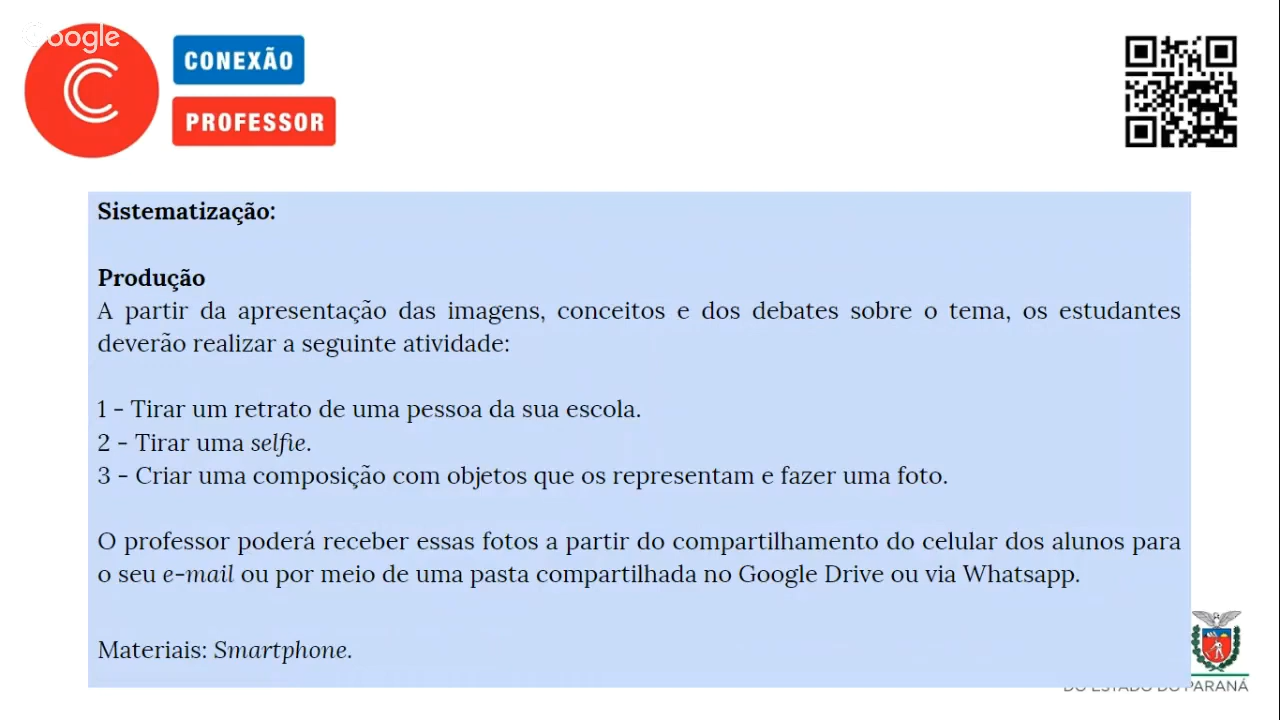 Google
CONEXÃO
PROFESSOR
Sistematização:
Produção
A partir da apresentação das imagens, conceitos e dos debates sobre o tema, os estudantes
deverão realizar a seguinte atividade:
1 - Tirar um retrato de uma pessoa da sua escola.
2 - Tirar uma selfie.
3 - Criar uma composição com objetos que os representam e fazer uma foto.
O professor poderá receber essas fotos a partir do compartilhamento do celular dos alunos para
o seu e-mail ou por meio de uma pasta compartilhada no Google Drive ou via Whatsapp.
Materiais: Smartphone.
DO ESTADO DO PARANÁ